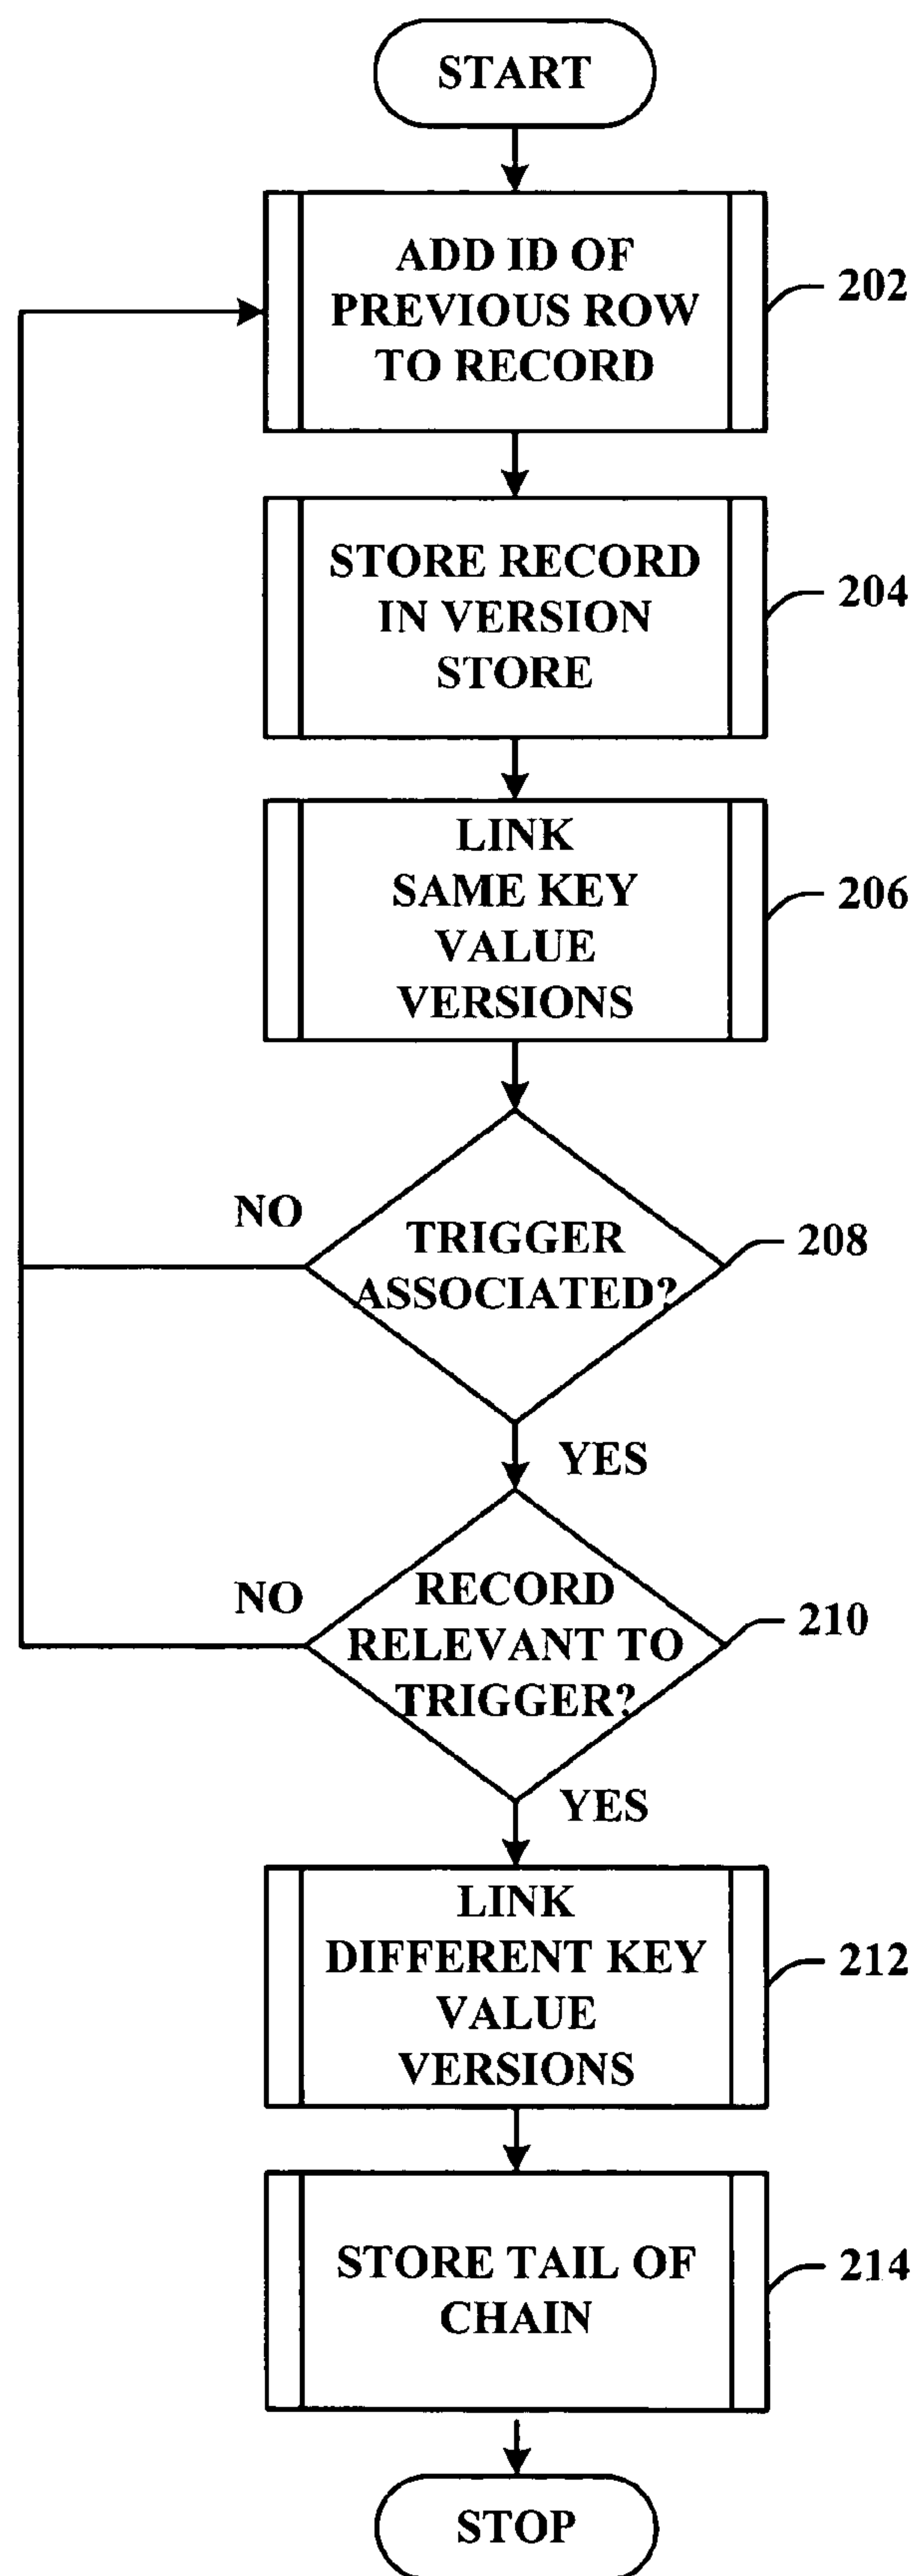 START
ADD ID OF
PREVIOUS ROW
TO RECORD
202
STORE RECORD
IN VERSION
STORE
204
LINK
SAME KEY
VALUE
VERSIONS
206
NO
TRIGGER
ASSOCIATED?
208
YES
NO
RECORD
RELEVANT TO
TRIGGER?
210
YES
LINK
DIFFERENT KEY
VALUE
VERSIONS
212
STORE TAIL OF
CHAIN
214
STOP